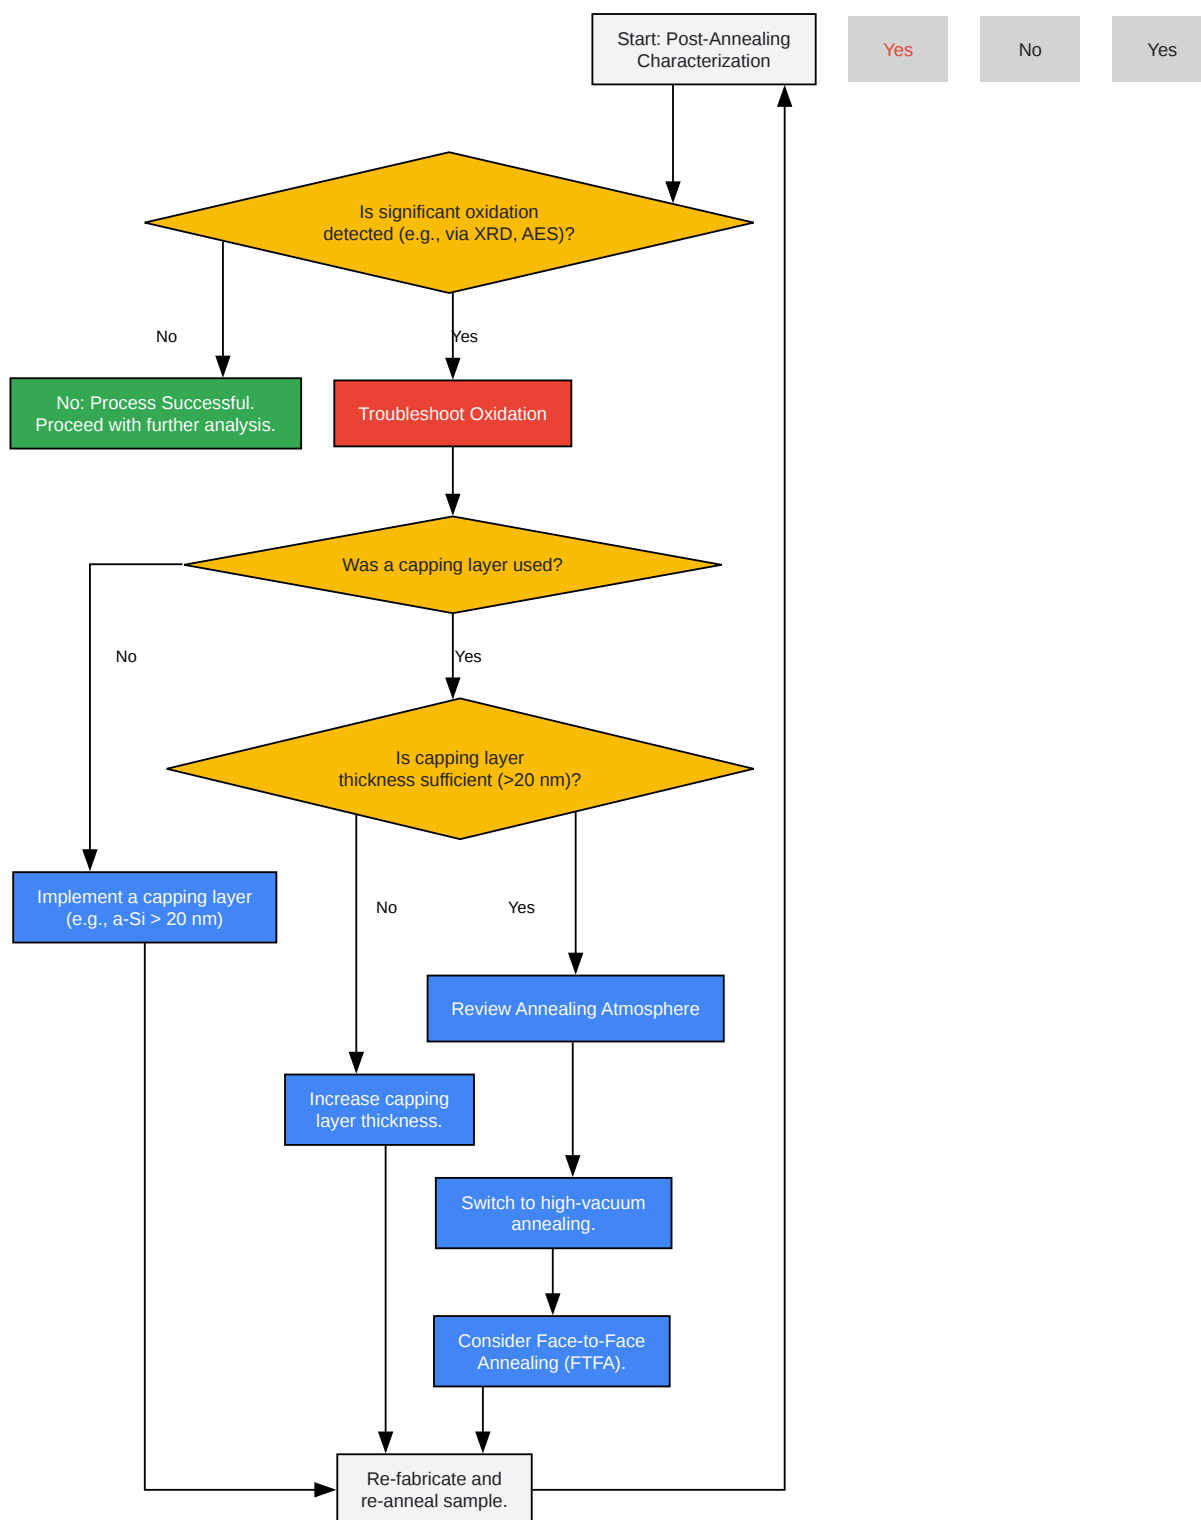 Start: Post-Annealing
Characterization
Yes
No
Yes
Is significant oxidation
detected (e.g., via XRD, AES)?
No
Yes
No: Process Successful.
Proceed with further analysis.
Troubleshoot Oxidation
Was a capping layer used?
No
Yes
Is capping layer
thickness sufficient (>20 nm)?
Implement a capping layer
(e.g., a-Si > 20 nm)
No
Yes
Review Annealing Atmosphere
Increase capping
layer thickness.
Switch to high-vacuum
annealing.
Consider Face-to-Face
Annealing (FTFA).
Re-fabricate and
re-anneal sample.